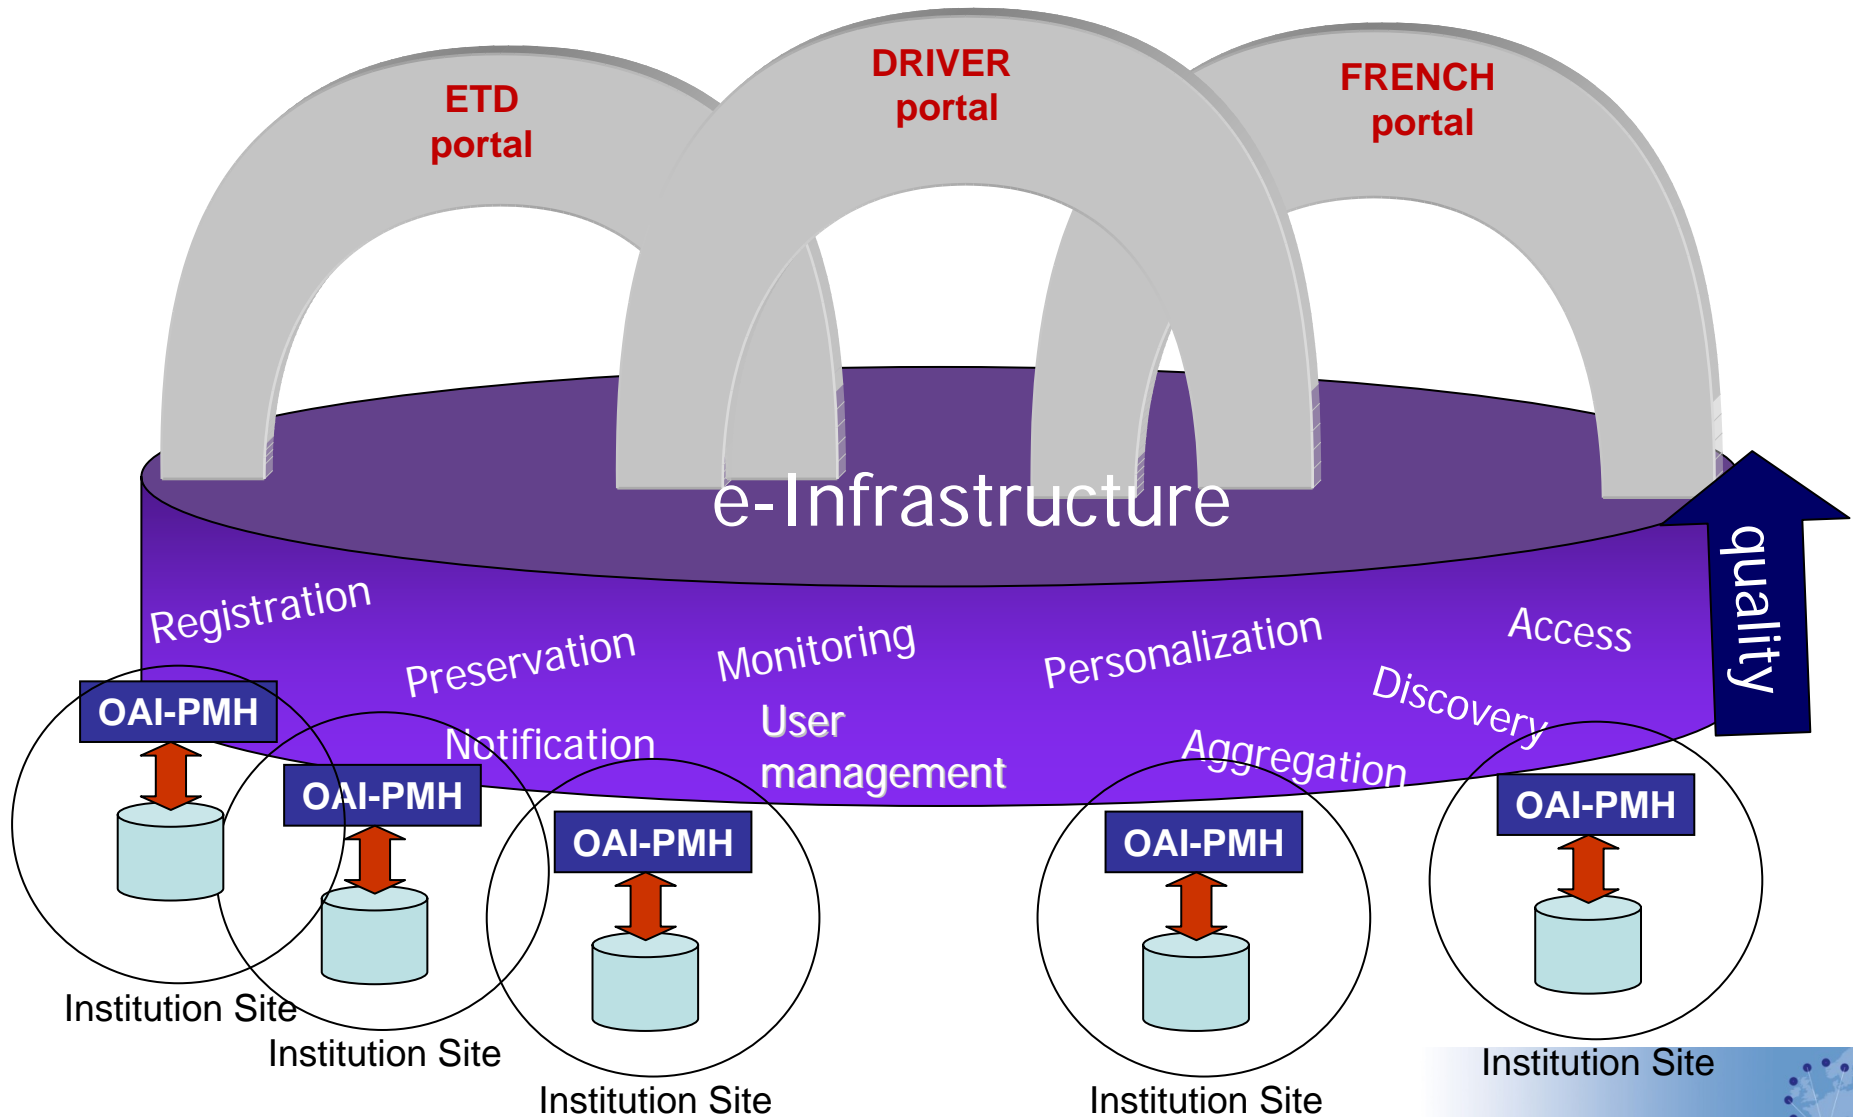 ETD
portal
DRIVER
portal
FRENCH
portal
e-Infrastructure
quality
Registration
Preservation
Monitoring
Personalization
Access
Discovery
Notification
User
management
Aggregation
OAI-PMH
OAI-PMH
OAI-PMH
OAI-PMH
OAI-PMH
Institution Site
Institution Site
Institution Site
Institution Site
Institution Site